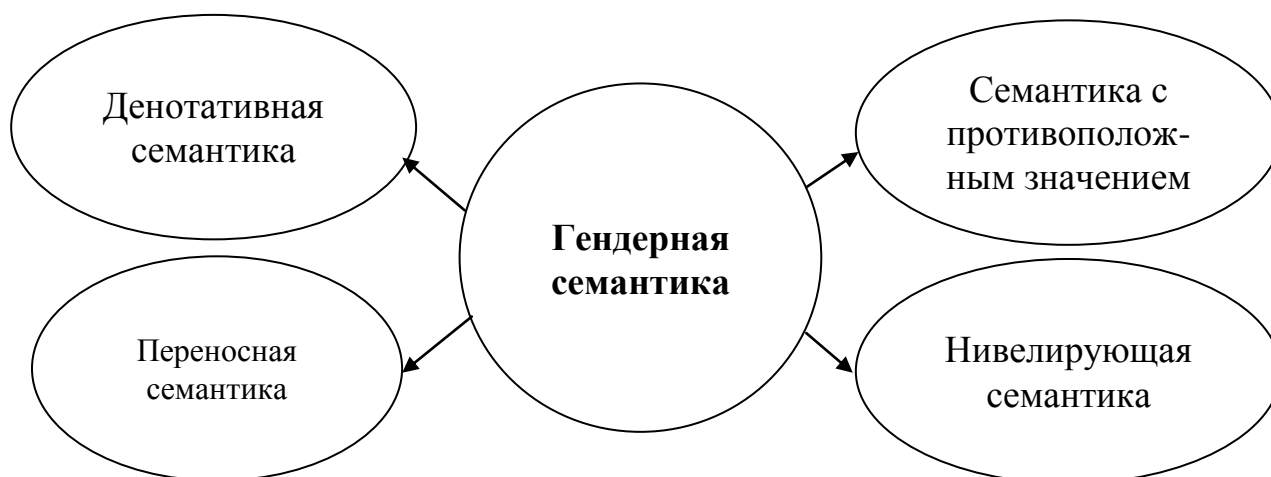 Денотативная
семантика
Семантика с
противополож-
ным значением
Гендерная
семантика
Переносная
семантика
Нивелирующая
семантика